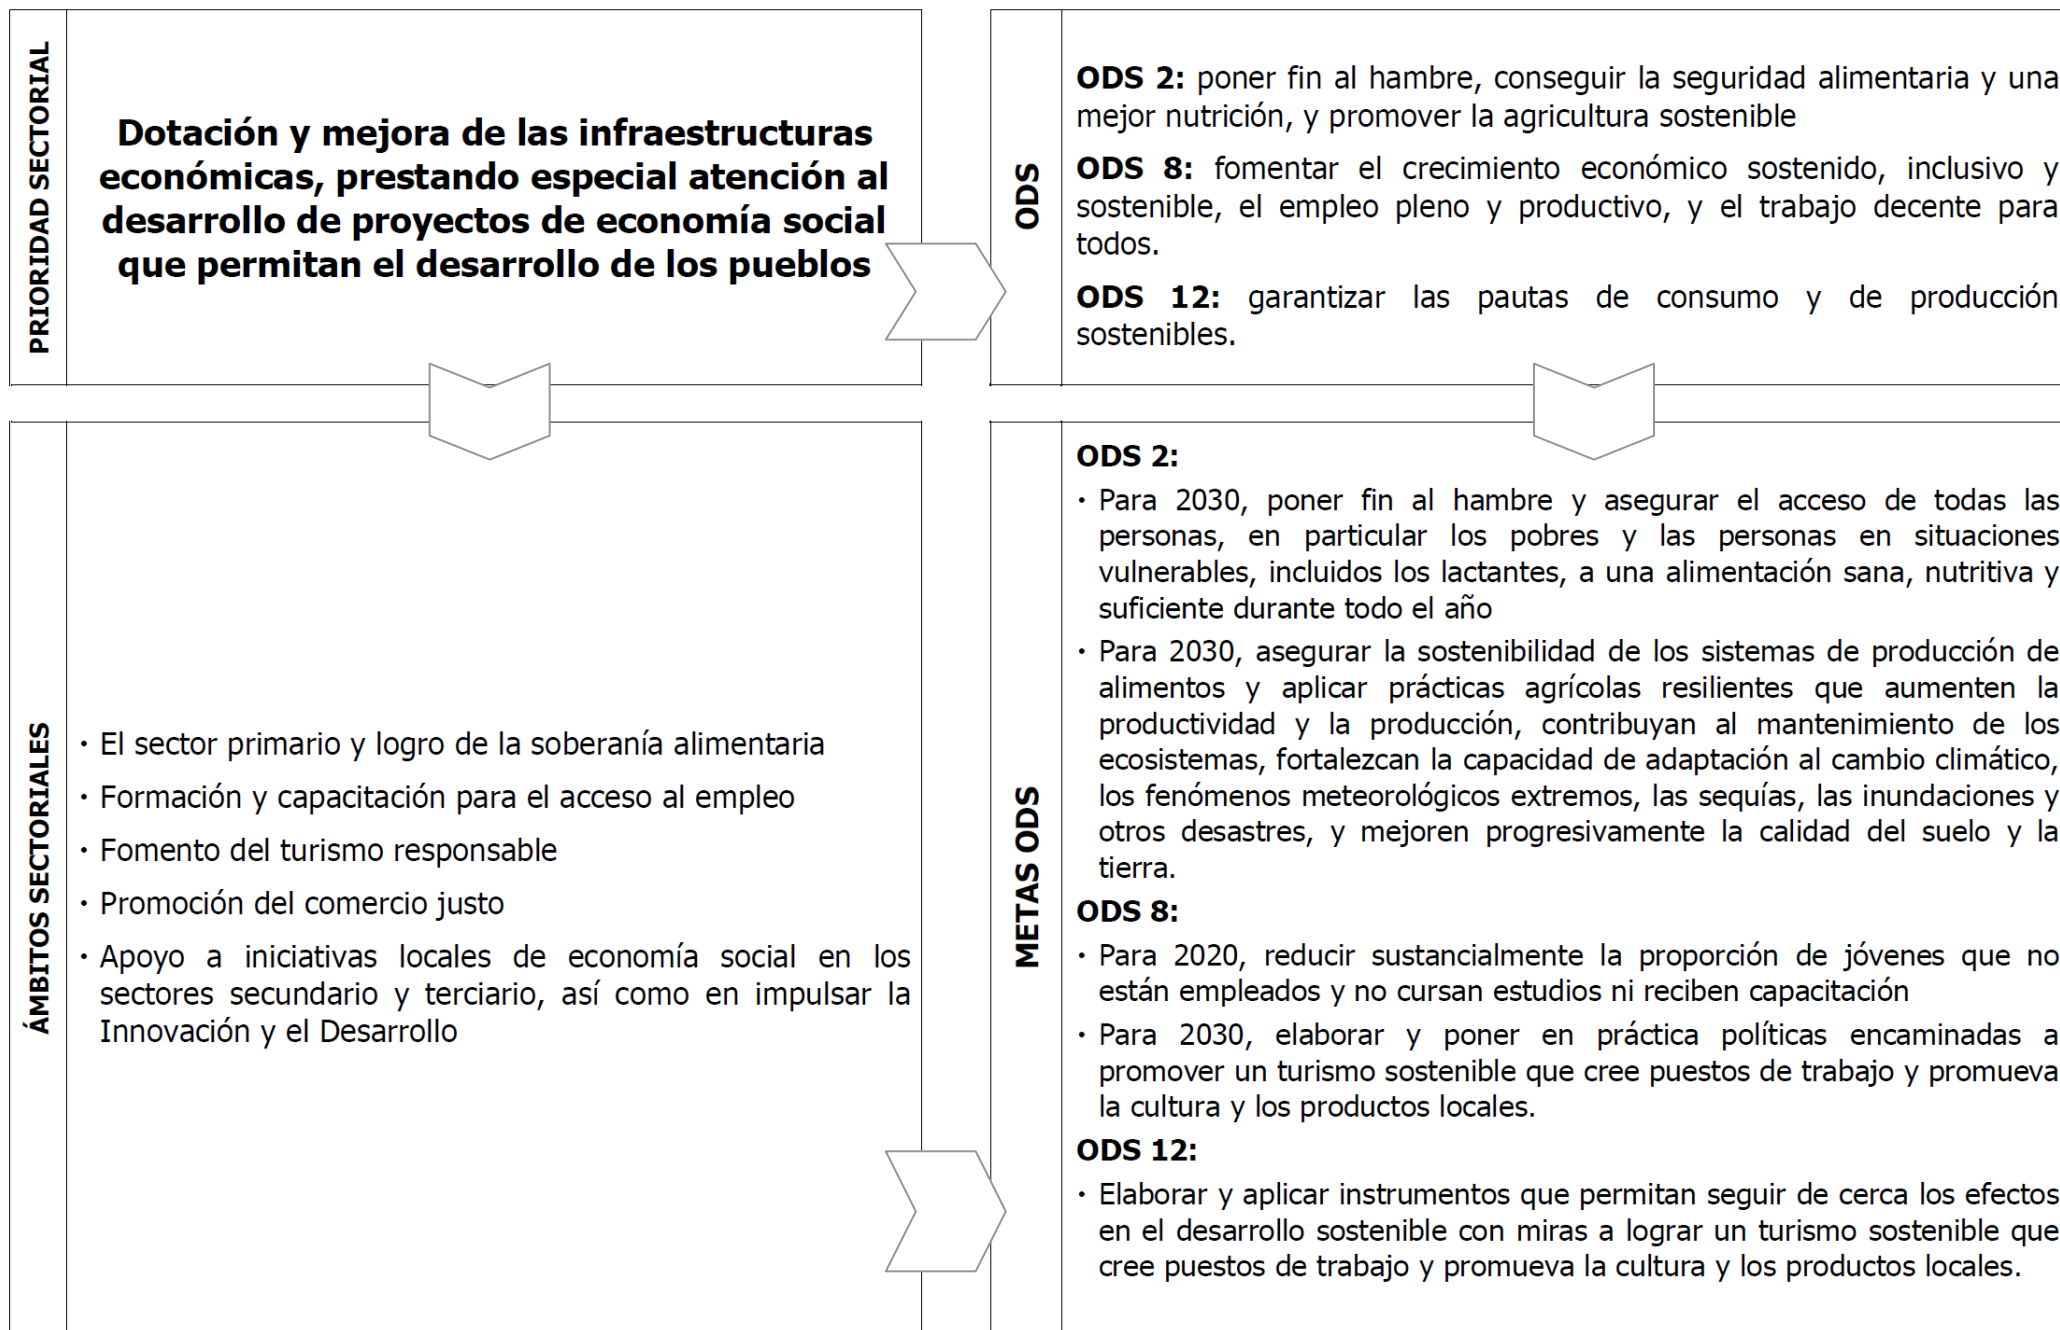 PRIORIDAD SECTORIAL
Dotación y mejora de las infraestructuras
económicas, prestando especial atención al
desarrollo de proyectos de economía social
que permitan el desarrollo de los pueblos
ODS
ODS 2: poner fin al hambre, conseguir la seguridad alimentaria y una
mejor nutrición, y promover la agricultura sostenible
ODS 8: fomentar el crecimiento económico sostenido, inclusivo y
sostenible, el empleo pleno y productivo, y el trabajo decente para
todos.
ODS 12: garantizar las pautas de consumo y de producción
sostenibles.
ÁMBITOS SECTORIALES
· El sector primario y logro de la soberanía alimentaria
· Formación y capacitación para el acceso al empleo
· Fomento del turismo responsable
· Promoción del comercio justo
· Apoyo a iniciativas locales de economía social en los
sectores secundario y terciario, así como en impulsar la
Innovación y el Desarrollo
METAS ODS
ODS 2:
· Para 2030, poner fin al hambre y asegurar el acceso de todas las
personas, en particular los pobres y las personas en situaciones
vulnerables, incluidos los lactantes, a una alimentación sana, nutritiva y
suficiente durante todo el año
· Para 2030, asegurar la sostenibilidad de los sistemas de producción de
alimentos y aplicar prácticas agrícolas resilientes que aumenten la
productividad y la producción, contribuyan al mantenimiento de los
ecosistemas, fortalezcan la capacidad de adaptación al cambio climático,
los fenómenos meteorológicos extremos, las sequías, las inundaciones y
otros desastres, y mejoren progresivamente la calidad del suelo y la
tierra.
ODS 8:
· Para 2020, reducir sustancialmente la proporción de jóvenes que no
están empleados y no cursan estudios ni reciben capacitación
· Para 2030, elaborar y poner en práctica políticas encaminadas a
promover un turismo sostenible que cree puestos de trabajo y promueva
la cultura y los productos locales.
ODS 12:
· Elaborar y aplicar instrumentos que permitan seguir de cerca los efectos
en el desarrollo sostenible con miras a lograr un turismo sostenible que
cree puestos de trabajo y promueva la cultura y los productos locales.